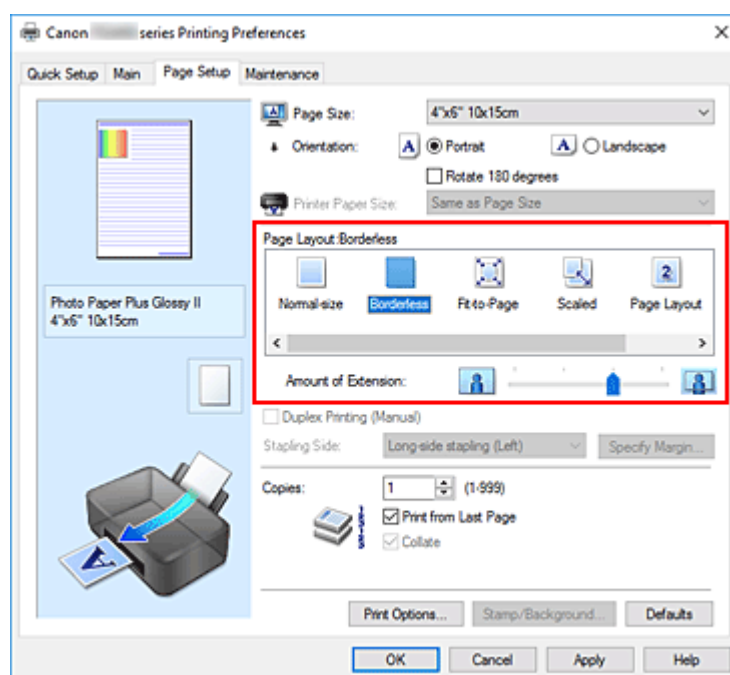 Canon series Printing Preferences
Quick Setup Main Page Setup Maintenance
Page Size: 4"x6" 10x15cm
Orientation: A Portrait A Landscape
Rotate 180 degrees
Printer Paper Size: Same as Page Size
Page Layout:Borderless
2
Normal-size Borderless Fit-to-Page Scaled Page Layout
Photo Paper Plus Glossy II
4"x6" 10x15cm
Amount of Extension:
Duplex Printing (Manual)
Stapling Side: Long-side stapling (Left) Specify Margin...
Copies: 1 (1-999)
Print from Last Page
Collate
A
Print Options... Stamp/Background... Defaults
OK Cancel Apply Help